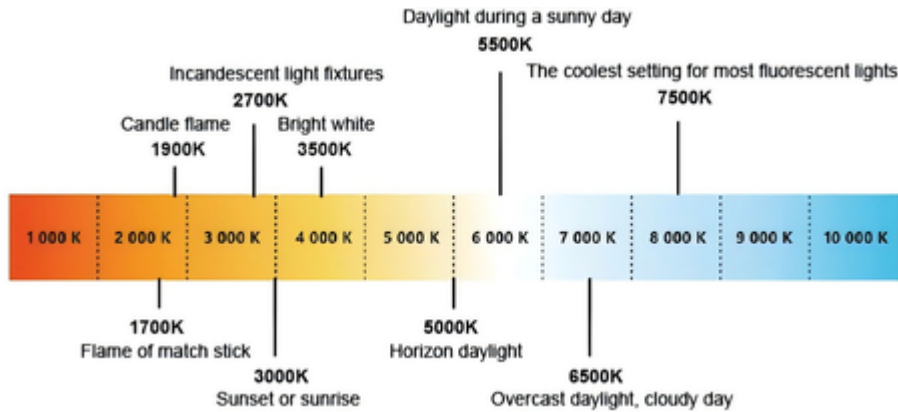 Daylight during a sunny day
5500K
Incandescent light fixtures
2700K
The coolest setting for most fluorescent lights
7500K
Candle flame
1900K
Bright white
3500K
1 000 K
2 000 K
3 000 K
4 000 K
5 000 K
6 000 K
7 000 K
8 000 K
9 000 K
10 000 K
1700K
Flame of match stick
3000K
Sunset or sunrise
5000K
Horizon daylight
6500K
Overcast daylight, cloudy day